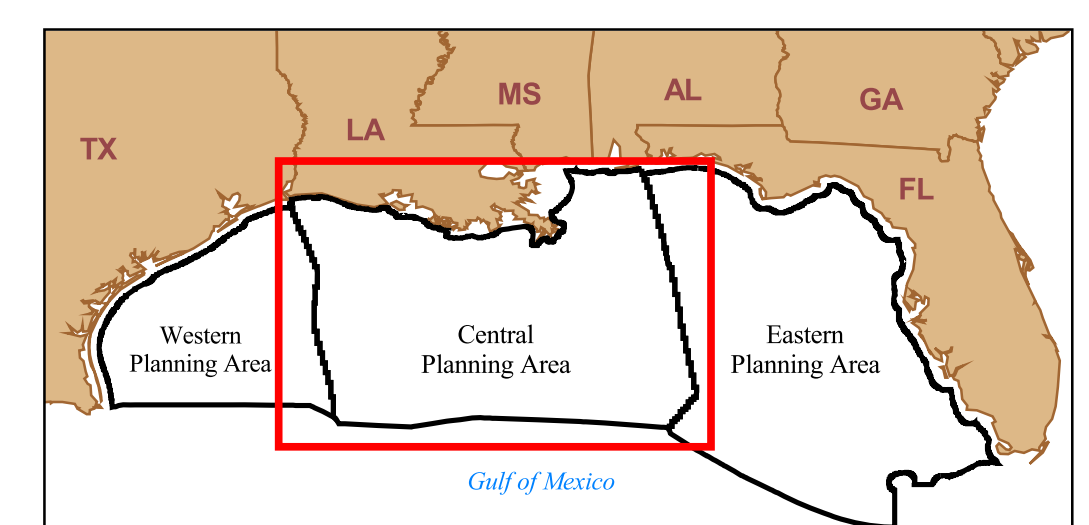 MS
AL
GA
LA
TX
FL
Western
Planning Area
Central
Planning Area
Eastern
Planning Area
Gulf of Mexico